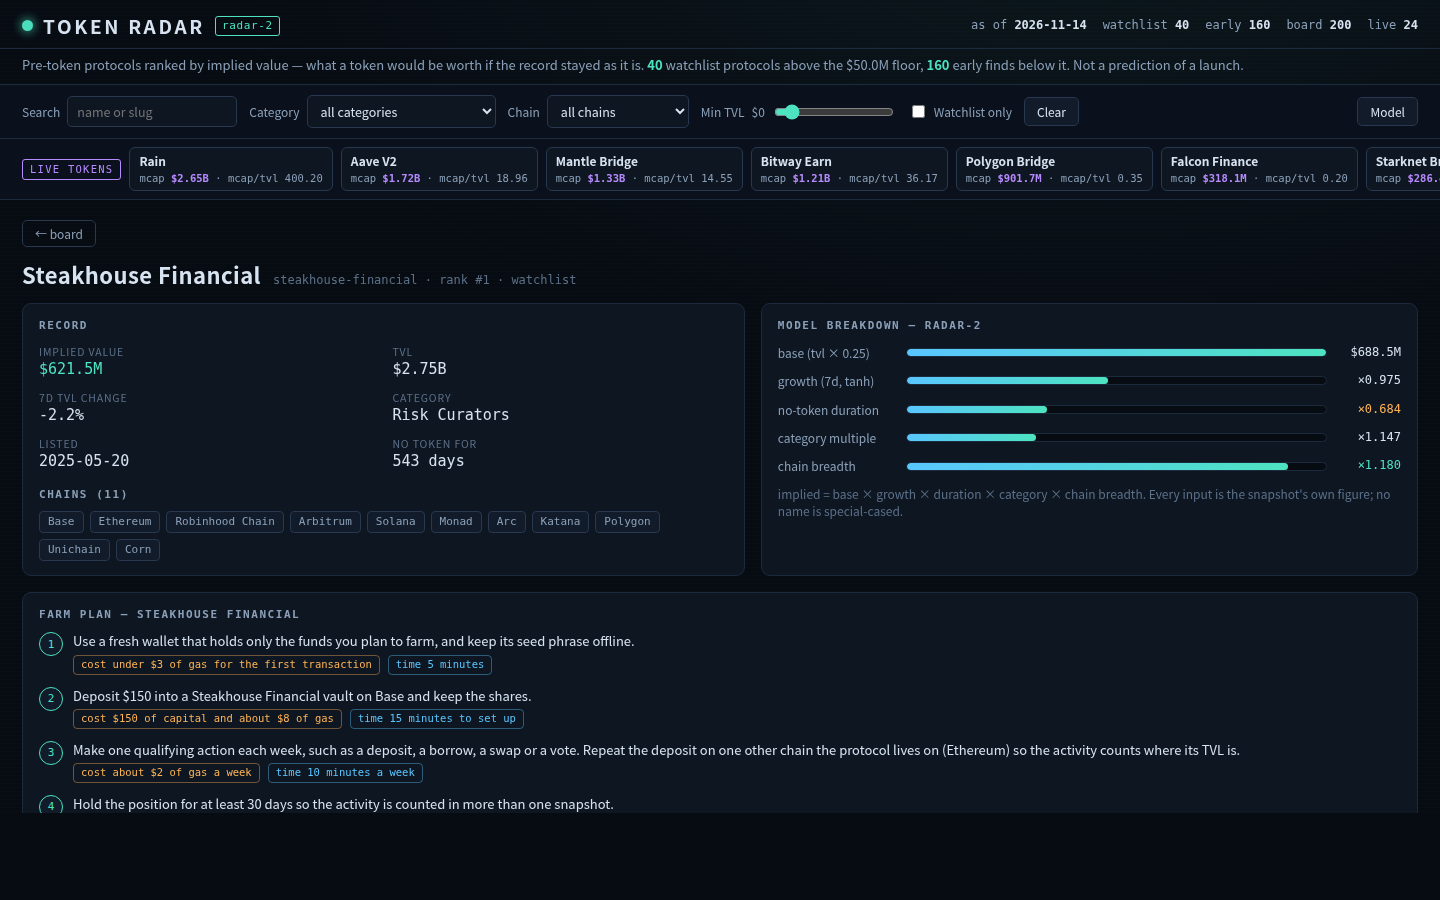 TOKEN RADAR radar-2 as of 2026-11-14 watchlist 40 early 160 board 200 live 24
Pre-token protocols ranked by implied value — what a token would be worth if the record stayed as it is. 40 watchlist protocols above the $50.0M floor, 160 early finds below it. Not a prediction of a launch.
Search name or slug Category all categories Chain all chains Min TVL $0 Watchlist only Clear Model
LIVE TOKENS
Rain
mcap $2.65B · mcap/tvl 400.20
Aave V2
mcap $1.72B · mcap/tvl 18.96
Mantle Bridge
mcap $1.33B · mcap/tvl 14.55
Bitway Earn
mcap $1.21B · mcap/tvl 36.17
Polygon Bridge
mcap $901.7M · mcap/tvl 0.35
Falcon Finance
mcap $318.1M · mcap/tvl 0.20
Starknet Br
mcap $286.
← board
Steakhouse Financial steakhouse-financial · rank #1 · watchlist
RECORD
IMPLIED VALUE
$621.5M
TVL
$2.75B
7D TVL CHANGE
-2.2%
CATEGORY
Risk Curators
LISTED
2025-05-20
NO TOKEN FOR
543 days
CHAINS (11)
Base Ethereum Robinhood Chain Arbitrum Solana Monad Arc Katana Polygon
Unichain Corn
MODEL BREAKDOWN — RADAR-2
base (tvl × 0.25) $688.5M
growth (7d, tanh) ×0.975
no-token duration ×0.684
category multiple ×1.147
chain breadth ×1.180
implied = base × growth × duration × category × chain breadth. Every input is the snapshot's own figure; no
name is special-cased.
FARM PLAN — STEAKHOUSE FINANCIAL
1 Use a fresh wallet that holds only the funds you plan to farm, and keep its seed phrase offline.
cost under $3 of gas for the first transaction time 5 minutes
2 Deposit $150 into a Steakhouse Financial vault on Base and keep the shares.
cost $150 of capital and about $8 of gas time 15 minutes to set up
3 Make one qualifying action each week, such as a deposit, a borrow, a swap or a vote. Repeat the deposit on one other chain the protocol lives on (Ethereum) so the activity counts where its TVL is.
cost about $2 of gas a week time 10 minutes a week
4 Hold the position for at least 30 days so the activity is counted in more than one snapshot.